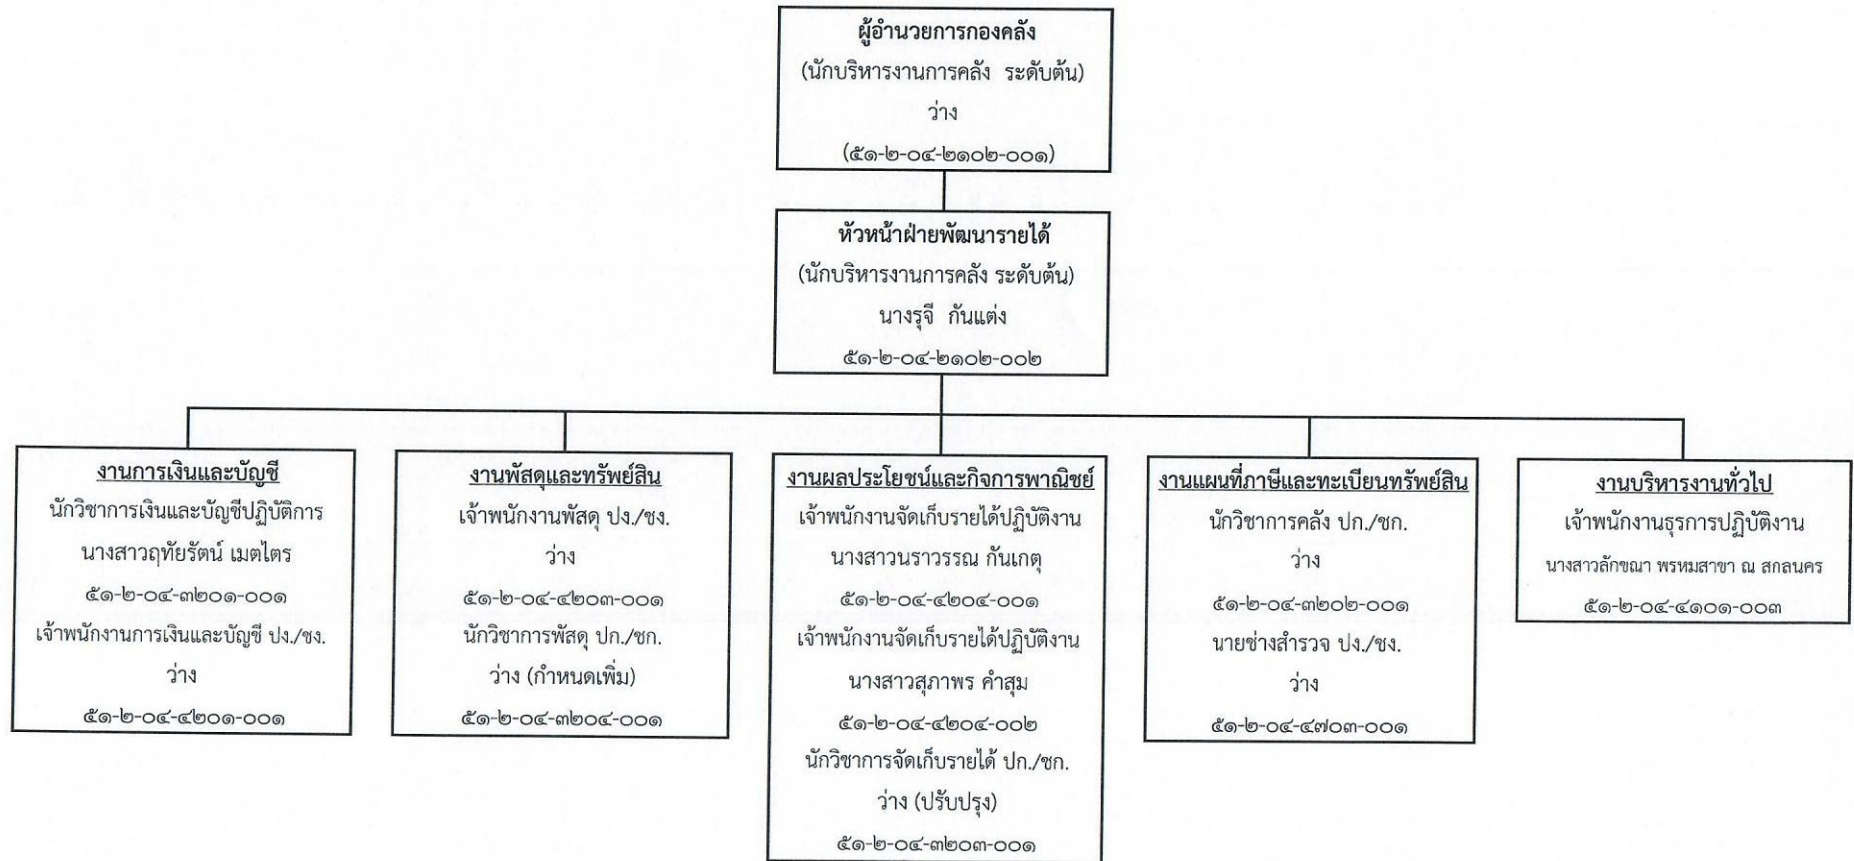 ผู้อำนวยการกองคลัง
(นักบริหารงานการคลัง ระดับต้น)
ว่าง
(๕๑-๒-๐๔-๒๑๐๒-๐๐๑)
หัวหน้าฝ่ายพัฒนารายได้
(นักบริหารงานการคลัง ระดับต้น)
นางรุจี กันแต่ง
๕๑-๒-๐๔-๒๑๐๒-๐๐๒
งานการเงินและบัญชี
นักวิชาการเงินและบัญชีปฏิบัติการ
นางสาวฤทัยรัตน์ เมตไตร
๕๑-๒-๐๔-๓๒๐๑-๐๐๑
เจ้าพนักงานการเงินและบัญชี ปง./ชง.
ว่าง
๕๑-๒-๐๔-๔๒๐๑-๐๐๑
งานพัสดุและทรัพย์สิน
เจ้าพนักงานพัสดุ ปง./ชง.
ว่าง
๕๑-๒-๐๔-๔๒๐๓-๐๐๑
นักวิชาการพัสดุ ปก./ชก.
ว่าง (กำหนดเพิ่ม)
๕๑-๒-๐๔-๓๒๐๔-๐๐๑
งานผลประโยชน์และกิจการพาณิชย์
เจ้าพนักงานจัดเก็บรายได้ปฏิบัติงาน
นางสาวนราวรรณ กันเกตุ
๕๑-๒-๐๔-๔๒๐๔-๐๐๑
เจ้าพนักงานจัดเก็บรายได้ปฏิบัติงาน
นางสาวสุภาพร คำสุม
๕๑-๒-๐๔-๔๒๐๔-๐๐๒
นักวิชาการจัดเก็บรายได้ ปก./ชก.
ว่าง (ปรับปรุง)
๕๑-๒-๐๔-๓๒๐๓-๐๐๑
งานแผนที่ภาษีและทะเบียนทรัพย์สิน
นักวิชาการคลัง ปก./ชก.
ว่าง
๕๑-๒-๐๔-๓๒๐๒-๐๐๑
นายช่างสำรวจ ปง./ชง.
ว่าง
๕๑-๒-๐๔-๔๗๐๓-๐๐๑
งานบริหารงานทั่วไป
เจ้าพนักงานธุรการปฏิบัติงาน
นางสาวลักขณา พรหมสาขา ณ สกลนคร
๕๑-๒-๐๔-๔๑๐๑-๐๐๓